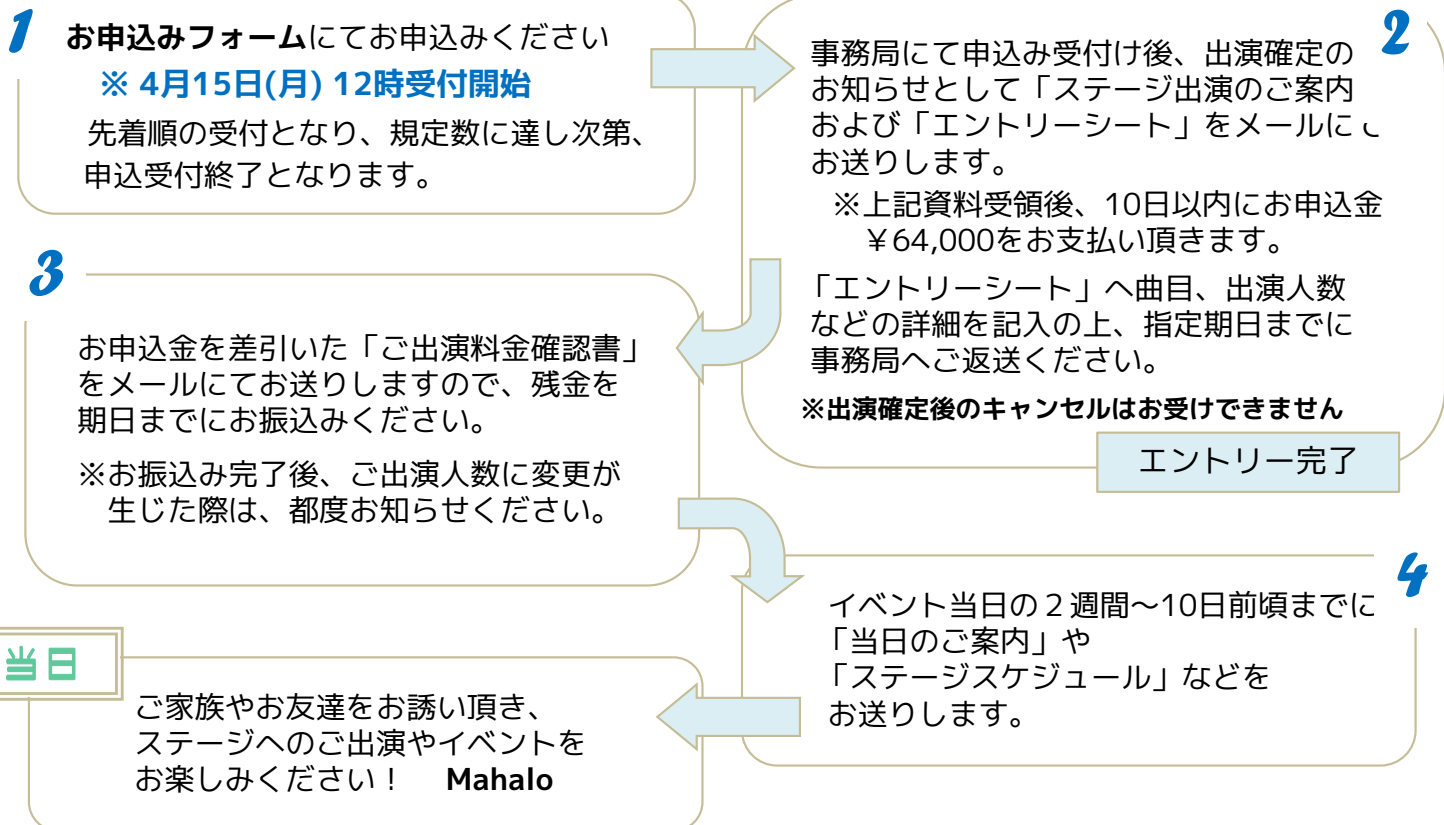 1
お申込みフォームにてお申込みください
※ 4月15日(月) 12時受付開始
先着順の受付となり、規定数に達し次第、
申込受付終了となります。
2
事務局にて申込み受付け後、出演確定の
お知らせとして「ステージ出演のご案内
および「エントリーシート」をメールに
お送りします。
※上記資料受領後、10日以内にお申込金
￥64,000をお支払い頂きます。
「エントリーシート」へ曲目、出演人数
などの詳細を記入の上、指定期日までに
事務局へご返送ください。
※出演確定後のキャンセルはお受けできません
エントリー完了
3
お申込金を差引いた「ご出演料金確認書」
をメールにてお送りしますので、残金を
期日までにお振込みください。
※お振込み完了後、ご出演人数に変更が
生じた際は、都度お知らせください。
4
イベント当日の２週間～10日前頃までに
「当日のご案内」や
「ステージスケジュール」などを
お送りします。
当日
ご家族やお友達をお誘い頂き、
ステージへのご出演やイベントを
お楽しみください！ Mahalo